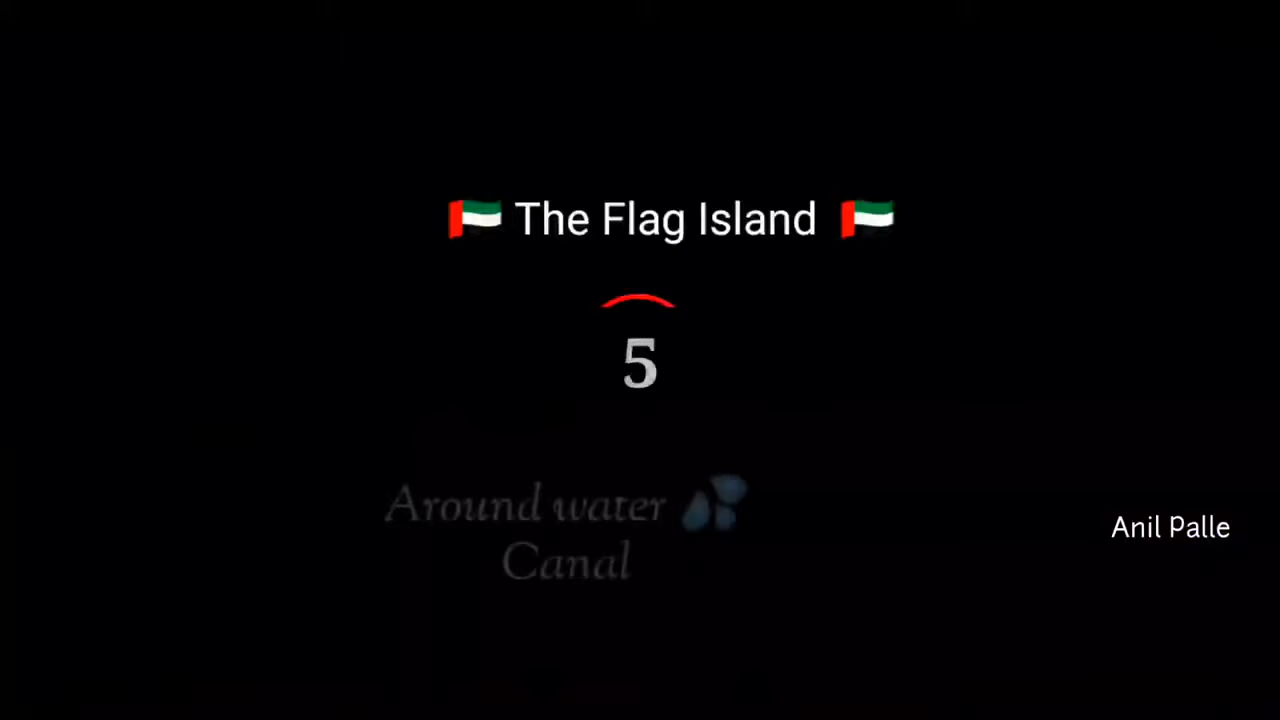 🇦🇪 The Flag Island 🇦🇪
5
Around water 💦
Canal
Anil Palle